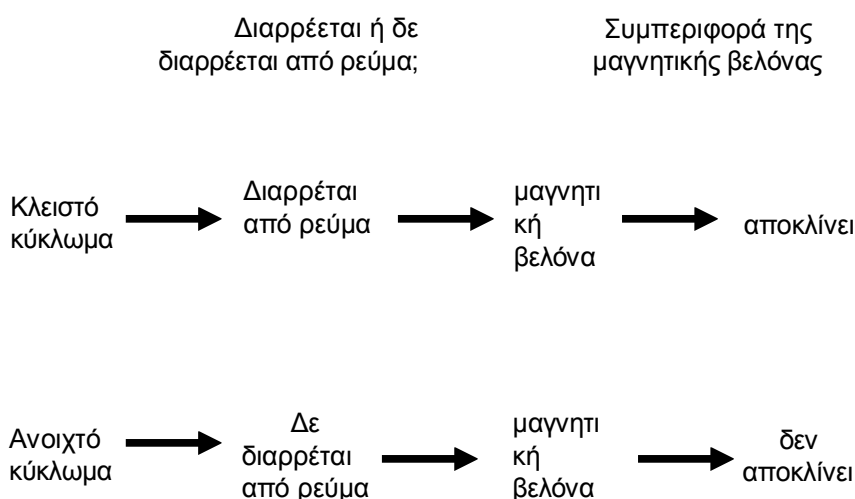 Διαρρέεται ή δε
διαρρέεται από ρεύμα;
Συμπεριφορά της
μαγνητικής βελόνας
Κλειστό
κύκλωμα
Διαρρέται
από ρεύμα
μαγνητι
κή
βελόνα
αποκλίνει
Ανοιχτό
κύκλωμα
Δε
διαρρέται
από ρεύμα
μαγνητι
κή
βελόνα
δεν
αποκλίνει